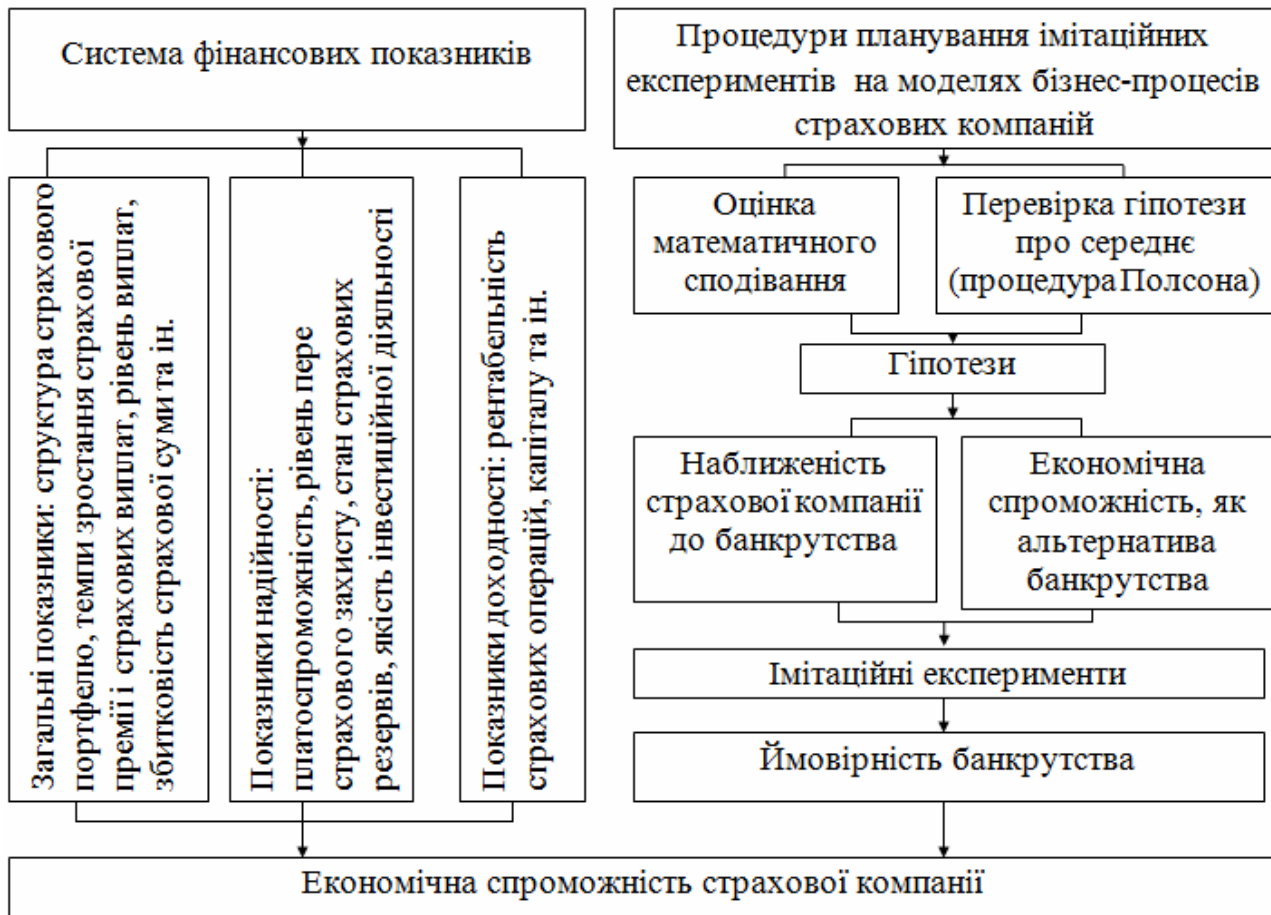 Система фінансових показників
Загальні показники: структура страхового
портфелю, темпи зростання страхової
премії і страхових виплат, рівень виплат,
збитковість страхової суми та ін.
Показники надійності:
платоспроможність, рівень пере
страхового захисту, стан страхових
резервів, якість інвестиційної діяльності
Показники доходності: рентабельність
страхових операцій, капіталу та ін.
Процедури планування імітаційних
експериментів на моделях бізнес-процесів
страхових компаній
Оцінка
математичного
сподівання
Перевірка гіпотези
про середнє
(процедура Полсона)
Гіпотези
Наближеність
страхової компанії
до банкрутства
Економічна
спроможність, як
альтернатива
банкрутства
Імітаційні експерименти
Ймовірність банкрутства
Економічна спроможність страхової компанії